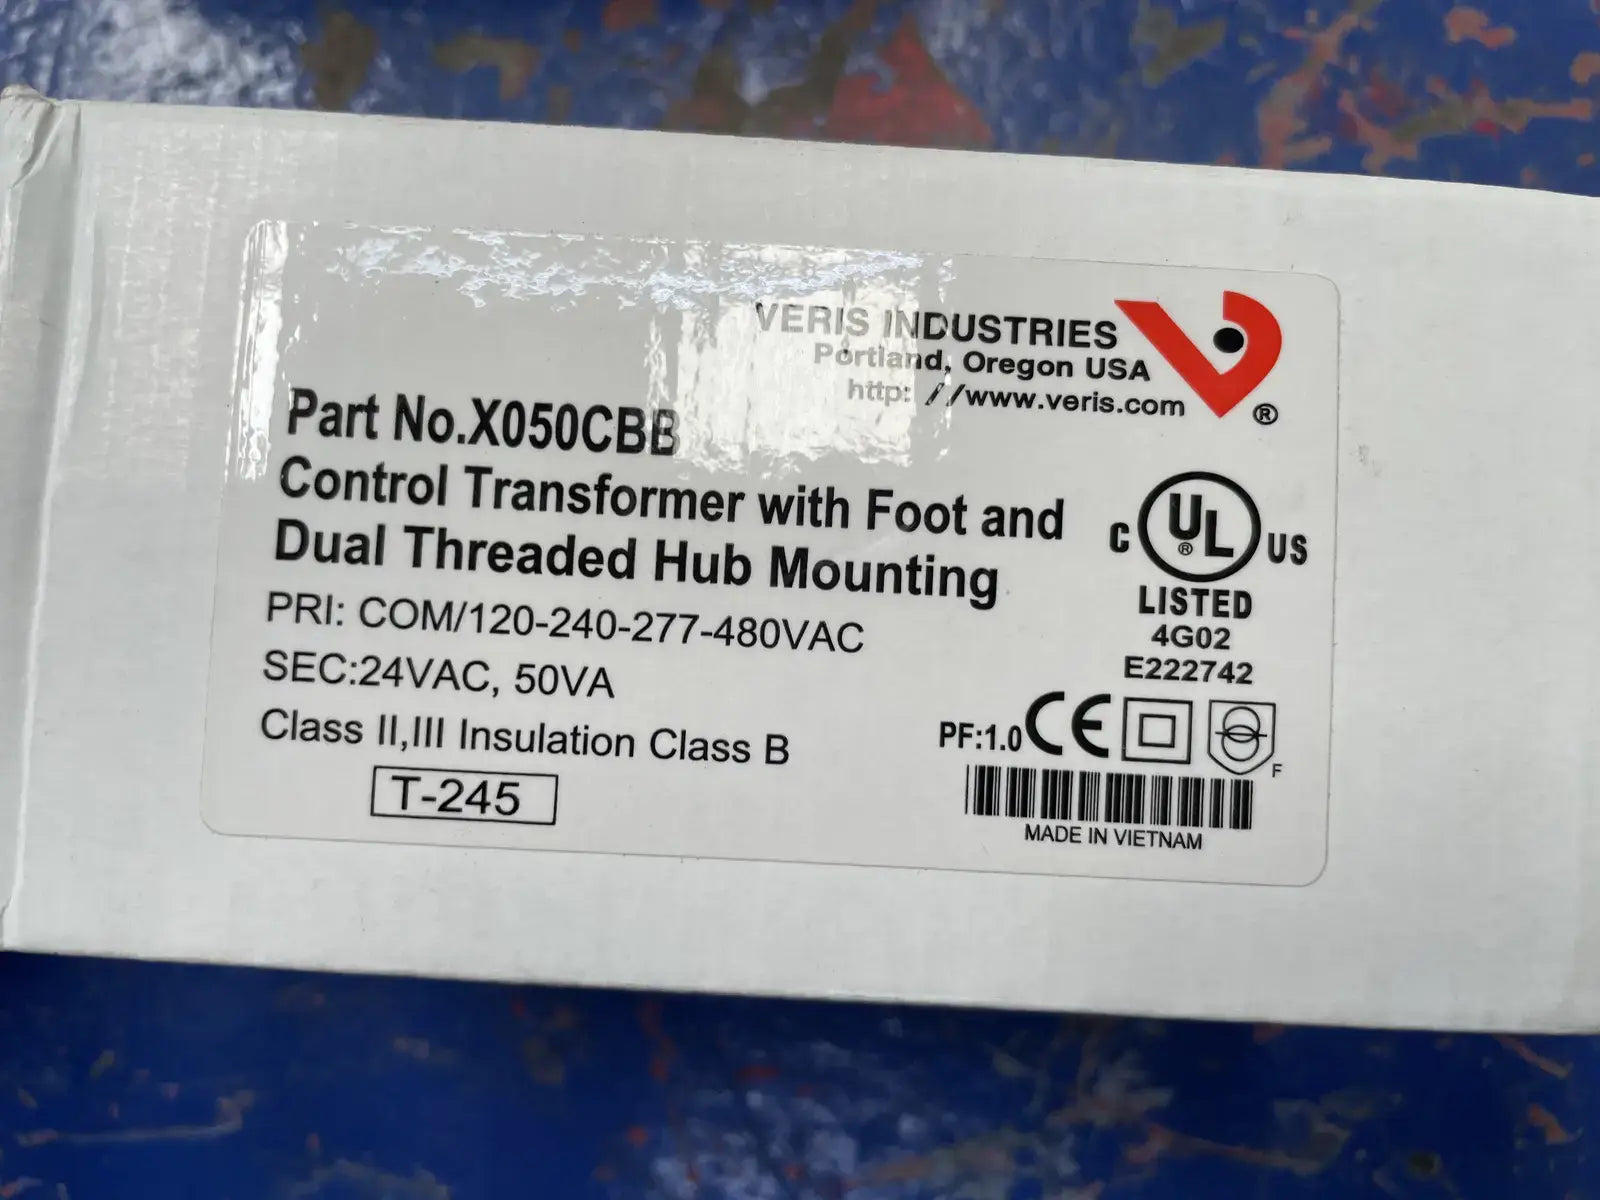 VERIS INDUSTRIES
Portland, Oregon USA
http: //www.veris.com
®
Part No.X050CBB
Control Transformer with Foot and
Dual Threaded Hub Mounting
PRI: COM/120-240-277-480VAC
SEC:24VAC, 50VA
Class II,III Insulation Class B
T-245
C UL® US
LISTED
4G02
E222742
PF:1.0 CE
F
MADE IN VIETNAM